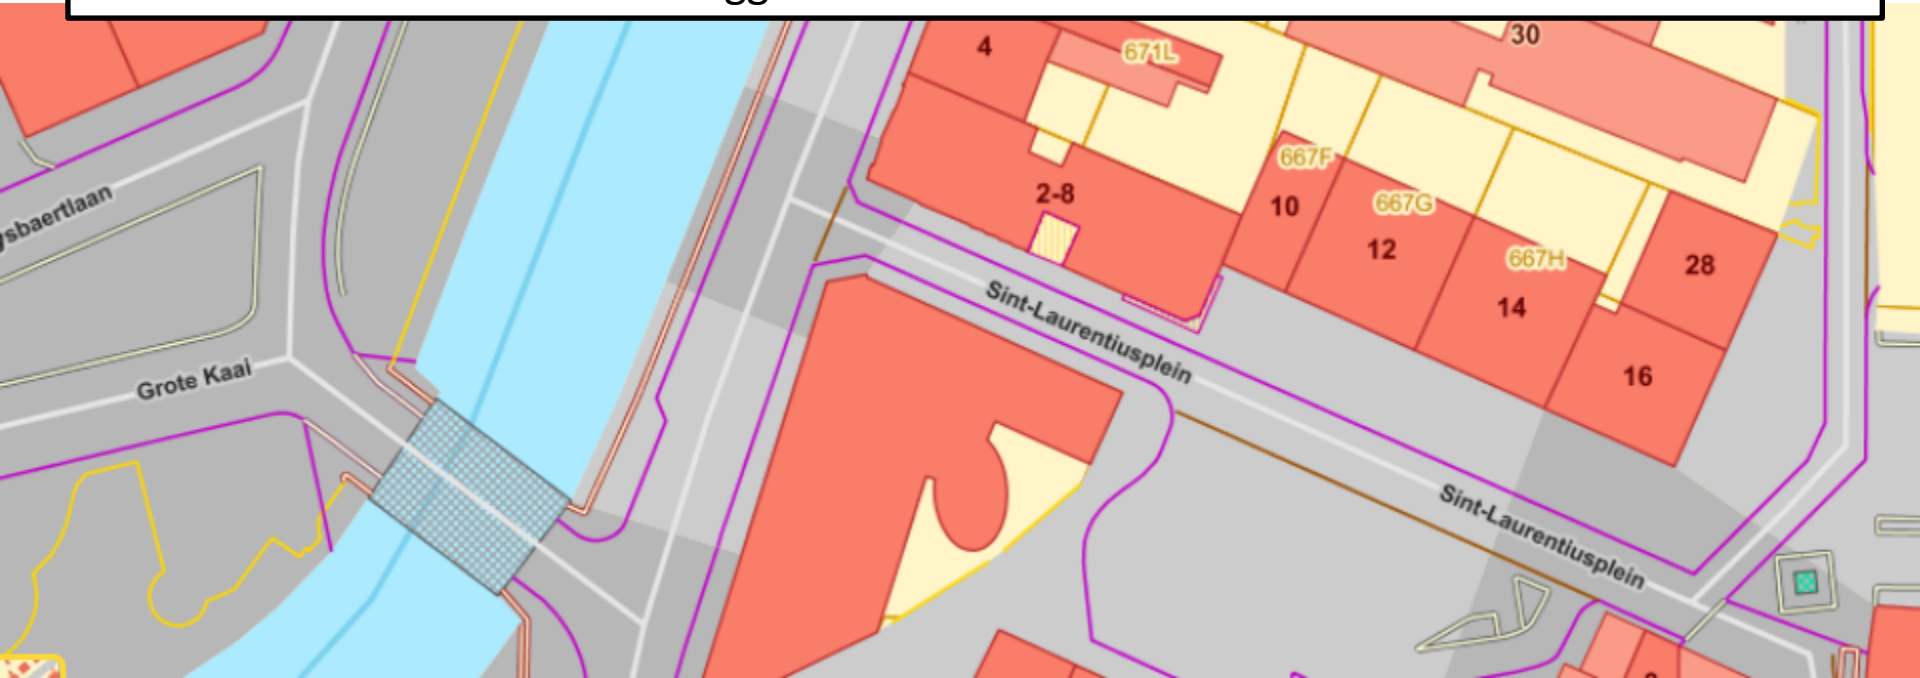 4
671L
30
ysbaertlaan
2-8
667F
10
667G
12
667H
14
28
16
Sint-Laurentiusplein
Grote Kaai
Sint-Laurentiusplein